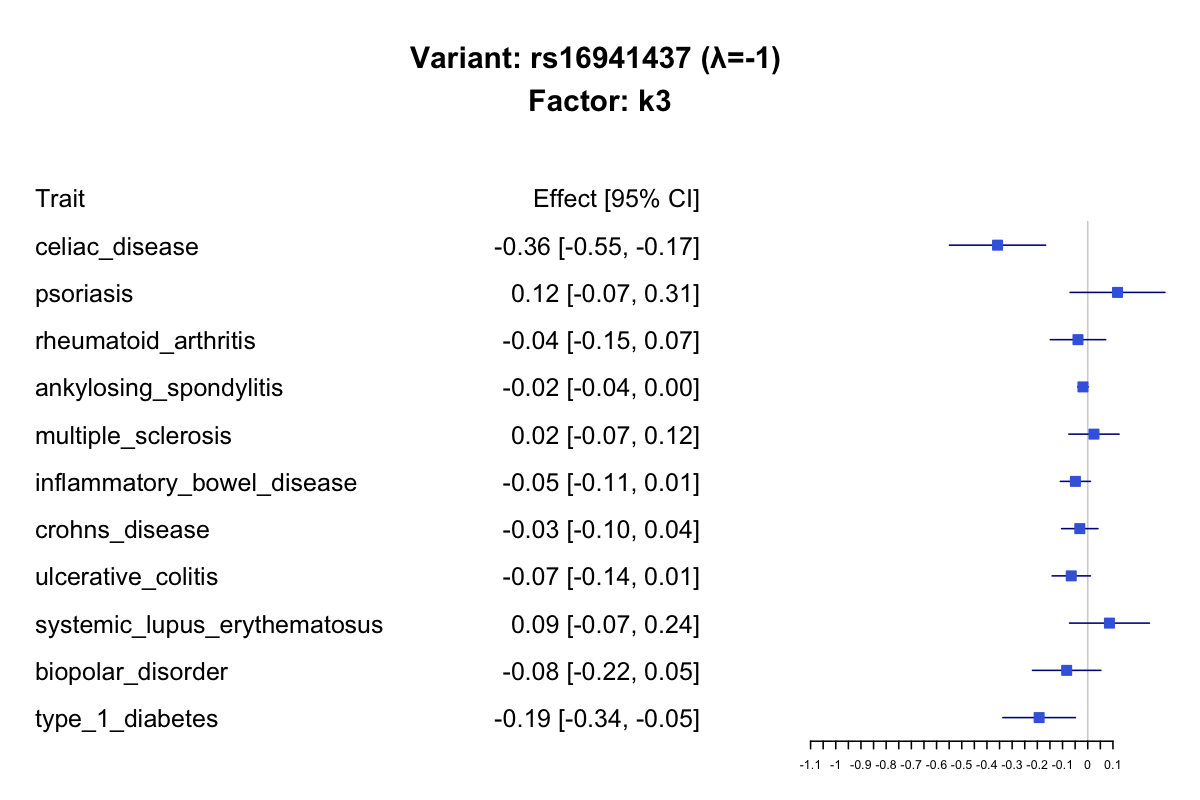 Variant: rs16941437 (λ=-1)
Factor: k3
Trait Effect [95% CI]
celiac_disease -0.36 [-0.55, -0.17]
psoriasis 0.12 [-0.07, 0.31]
rheumatoid_arthritis -0.04 [-0.15, 0.07]
ankylosing_spondylitis -0.02 [-0.04, 0.00]
multiple_sclerosis 0.02 [-0.07, 0.12]
inflammatory_bowel_disease -0.05 [-0.11, 0.01]
crohns_disease -0.03 [-0.10, 0.04]
ulcerative_colitis -0.07 [-0.14, 0.01]
systemic_lupus_erythematosus 0.09 [-0.07, 0.24]
biopolar_disorder -0.08 [-0.22, 0.05]
type_1_diabetes -0.19 [-0.34, -0.05]
-1.1 -1 -0.9 -0.8 -0.7 -0.6 -0.5 -0.4 -0.3 -0.2 -0.1 0 0.1